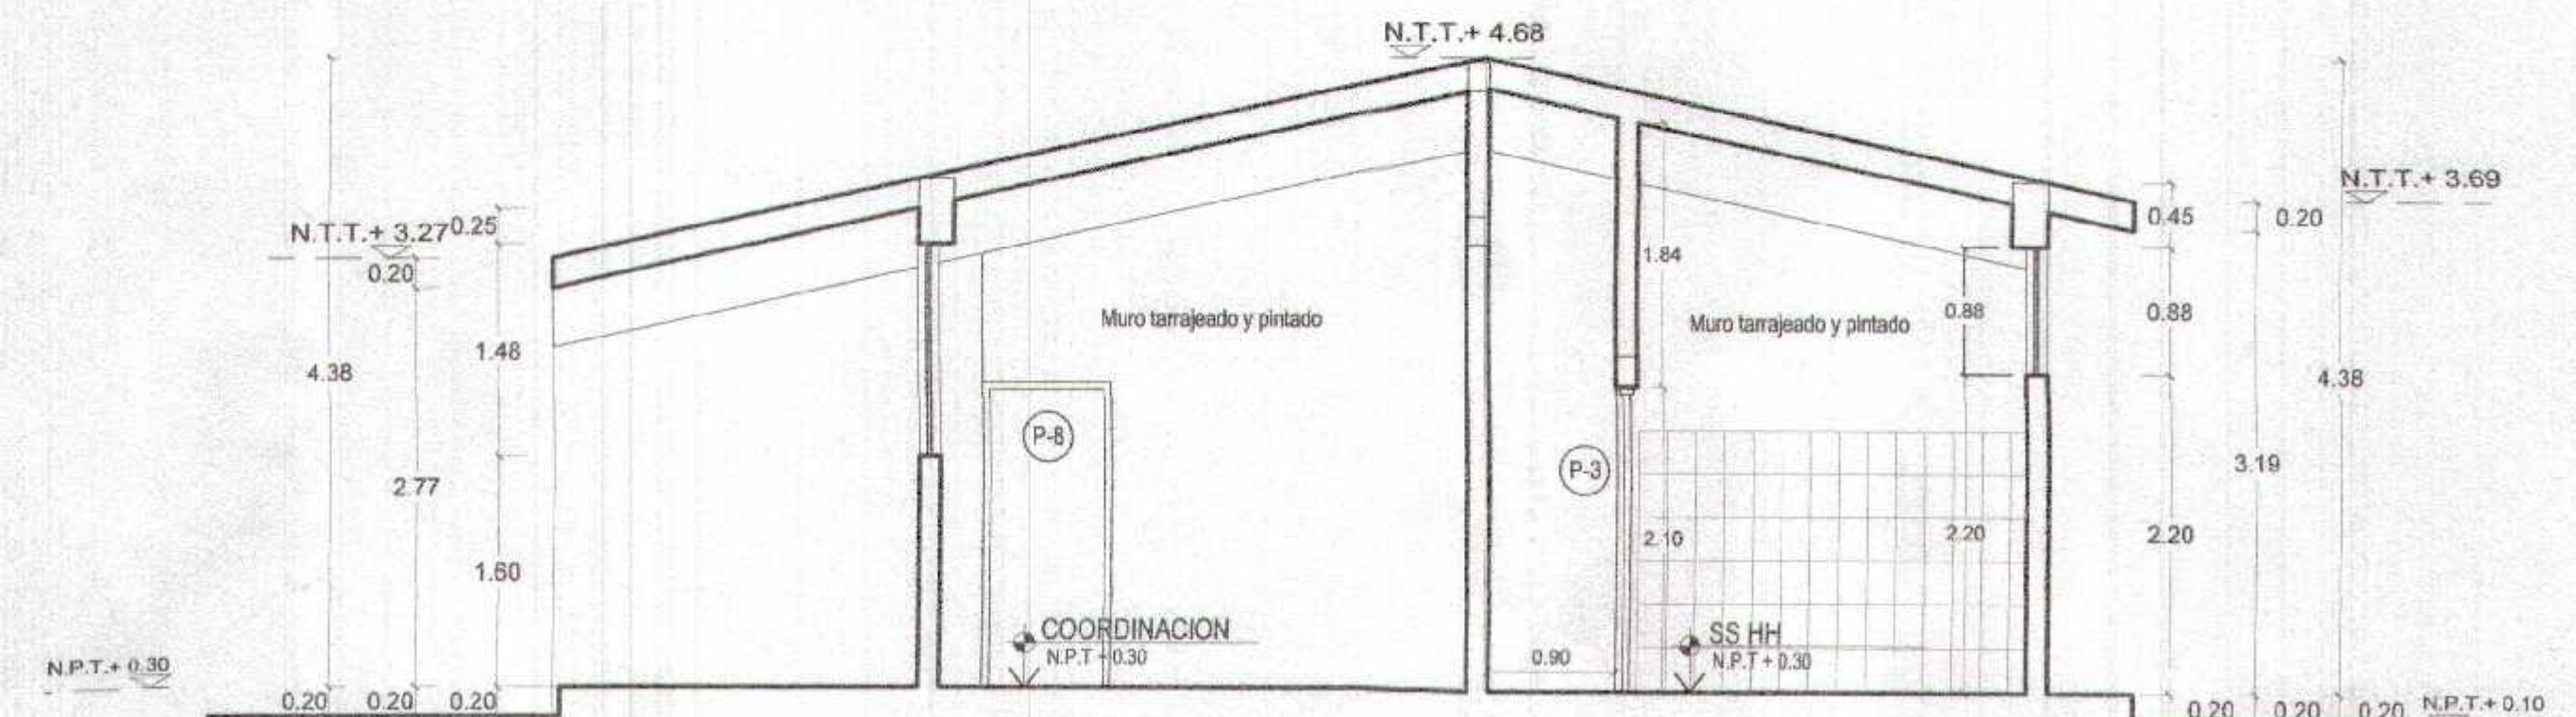 N.T.T.+ 4.68
N.T.T.+ 3.69
N.T.T.+ 3.27
0.25
0.45
0.20
0.20
1.84
Muro tarrajeado y pintado
Muro tarrajeado y pintado
0.88
0.88
1.48
4.38
4.38
P-8
P-3
3.19
2.77
2.10
2.20
2.20
1.60
COORDINACION
N.P.T + 0.30
SS HH
N.P.T + 0.30
0.90
N.P.T.+ 0.30
0.20
0.20
0.20
0.20
0.20
0.20
N.P.T.+ 0.10